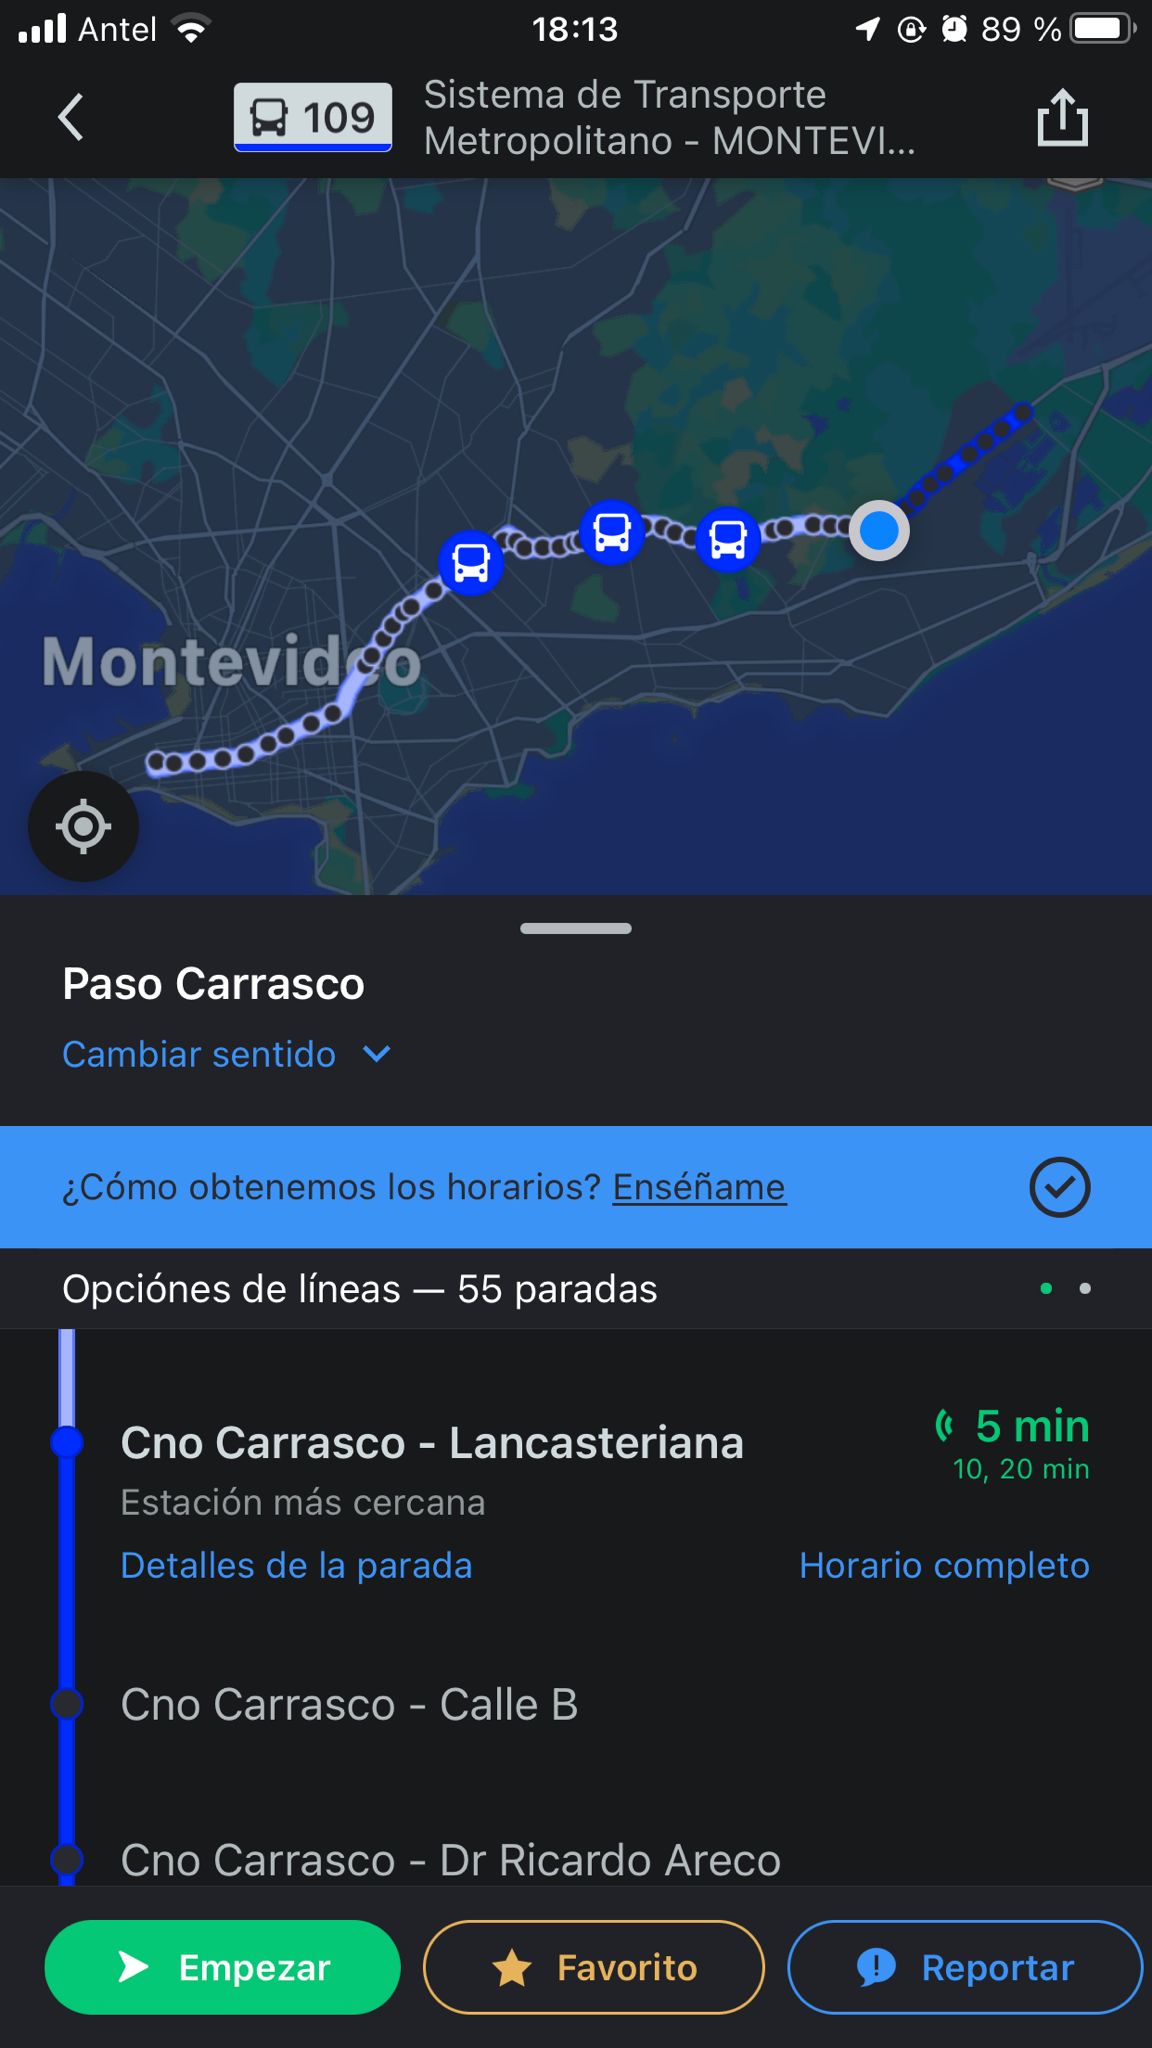 Antel
18:13
89 %
109
Sistema de Transporte
Metropolitano - MONTEVI...
Montevideo
Paso Carrasco
Cambiar sentido
¿Cómo obtenemos los horarios? Enséñame
Opciónes de líneas — 55 paradas
Cno Carrasco - Lancasteriana
5 min
10, 20 min
Estación más cercana
Detalles de la parada
Horario completo
Cno Carrasco - Calle B
Cno Carrasco - Dr Ricardo Areco
Empezar
Favorito
Reportar